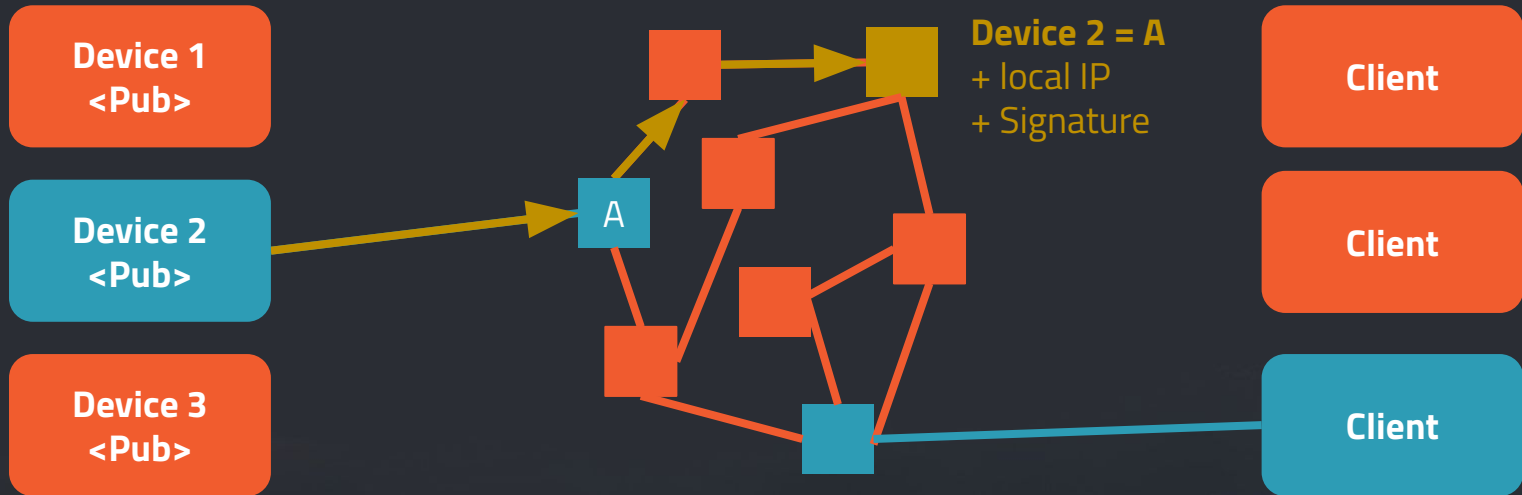 Device 1
<Pub>
Device 2
<Pub>
Device 3
<Pub>
A
Device 2 = A
+ local IP
+ Signature
Client
Client
Client